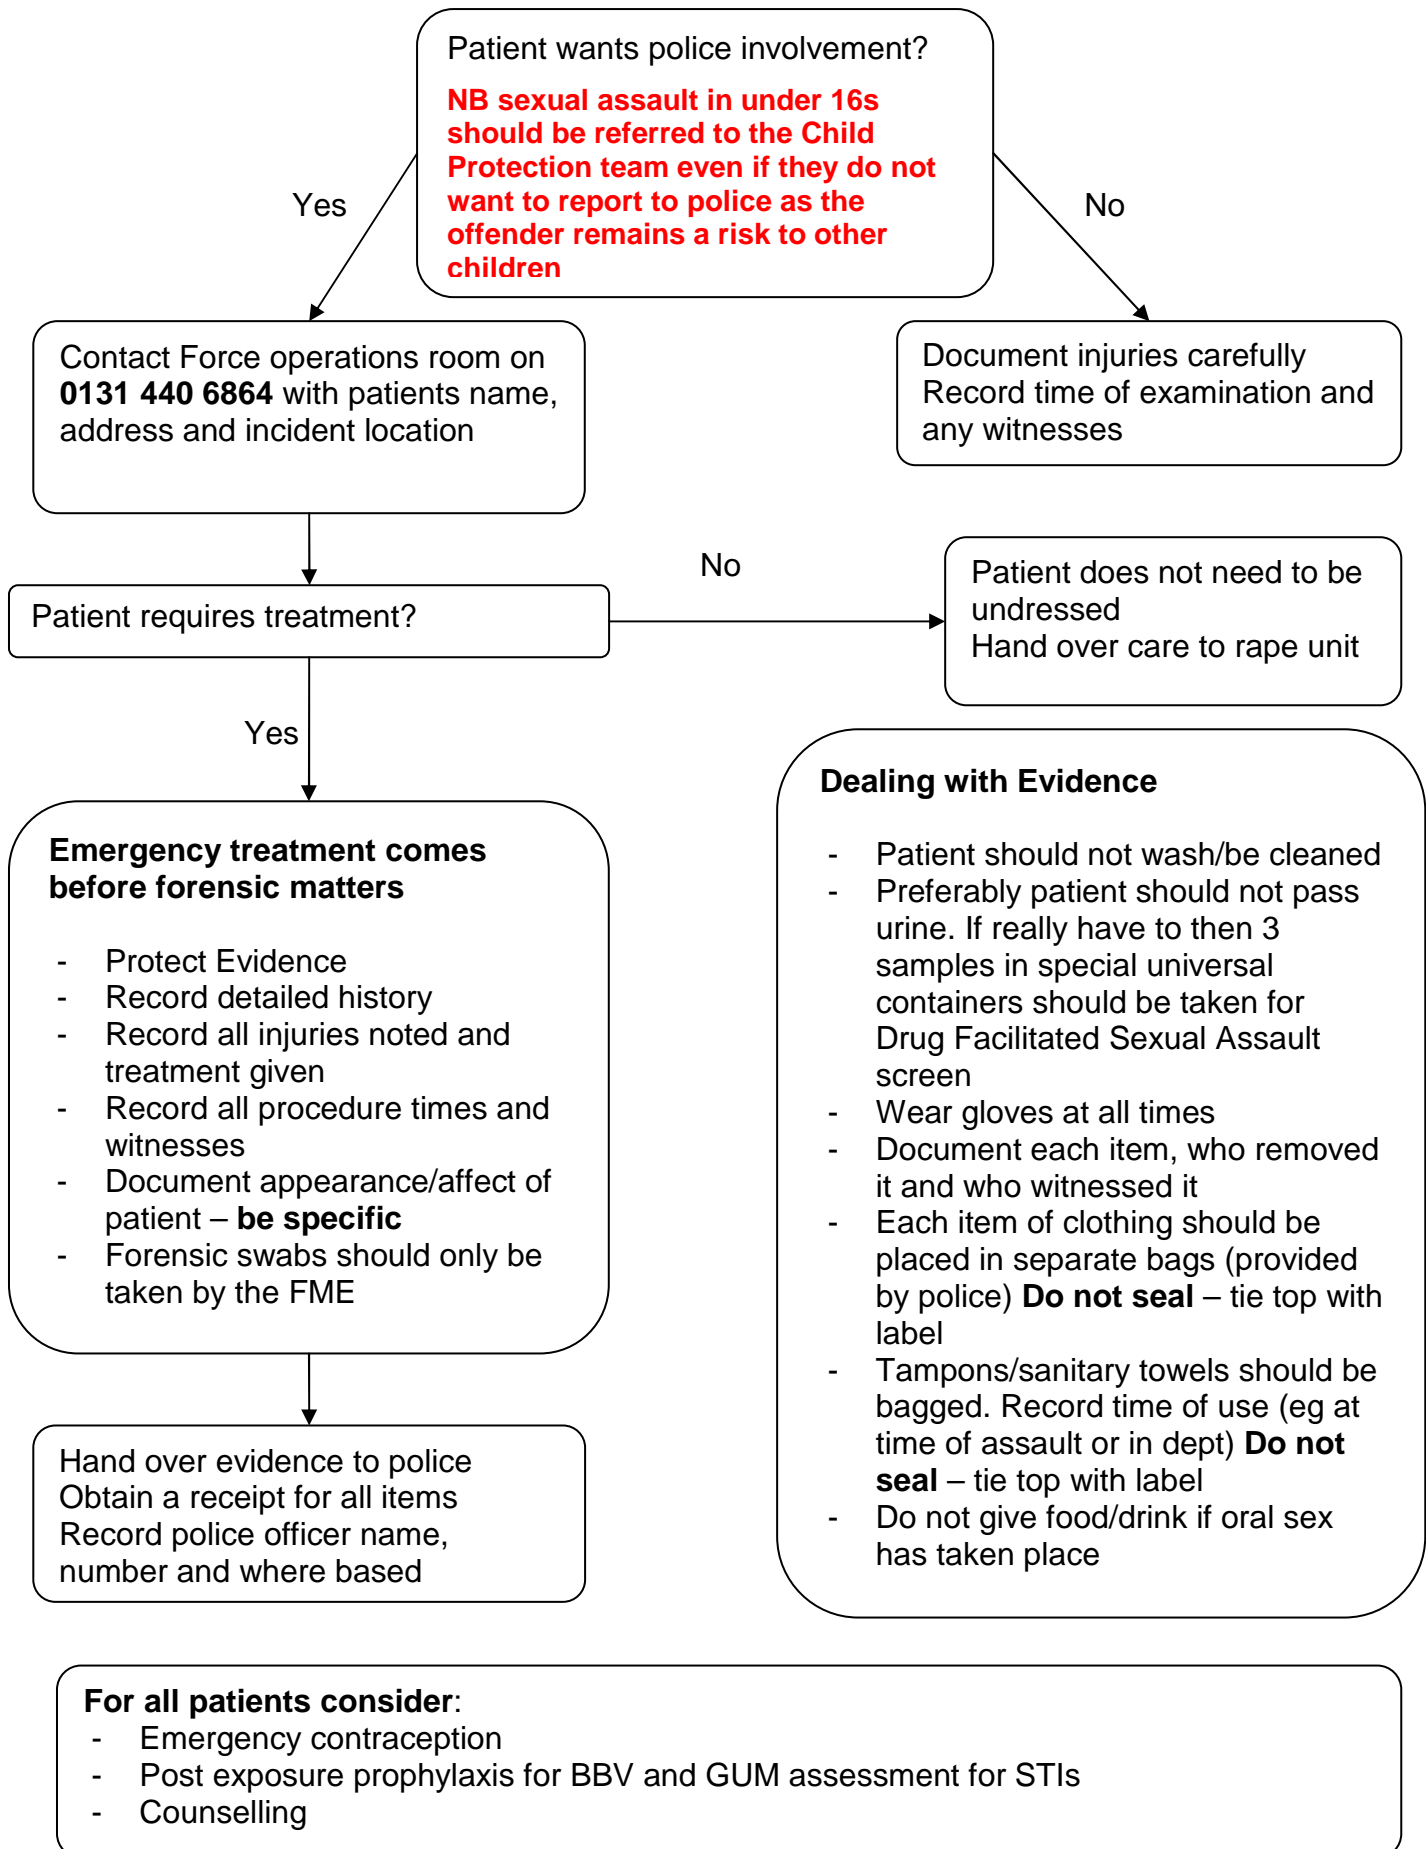 Patient wants police involvement?
NB sexual assault in under 16s
should be referred to the Child
Protection team even if they do not
want to report to police as the
offender remains a risk to other
children
Yes
No
Contact Force operations room on
0131 440 6864 with patients name,
address and incident location
Document injuries carefully
Record time of examination and
any witnesses
Patient requires treatment?
No
Patient does not need to be
undressed
Hand over care to rape unit
Yes
Emergency treatment comes
before forensic matters
- Protect Evidence
- Record detailed history
- Record all injuries noted and
treatment given
- Record all procedure times and
witnesses
- Document appearance/affect of
patient – be specific
- Forensic swabs should only be
taken by the FME
Hand over evidence to police
Obtain a receipt for all items
Record police officer name,
number and where based
Dealing with Evidence
- Patient should not wash/be cleaned
- Preferably patient should not pass
urine. If really have to then 3
samples in special universal
containers should be taken for
Drug Facilitated Sexual Assault
screen
- Wear gloves at all times
- Document each item, who removed
it and who witnessed it
- Each item of clothing should be
placed in separate bags (provided
by police) Do not seal – tie top with
label
- Tampons/sanitary towels should be
bagged. Record time of use (eg at
time of assault or in dept) Do not
seal – tie top with label
- Do not give food/drink if oral sex
has taken place
For all patients consider:
- Emergency contraception
- Post exposure prophylaxis for BBV and GUM assessment for STIs
- Counselling